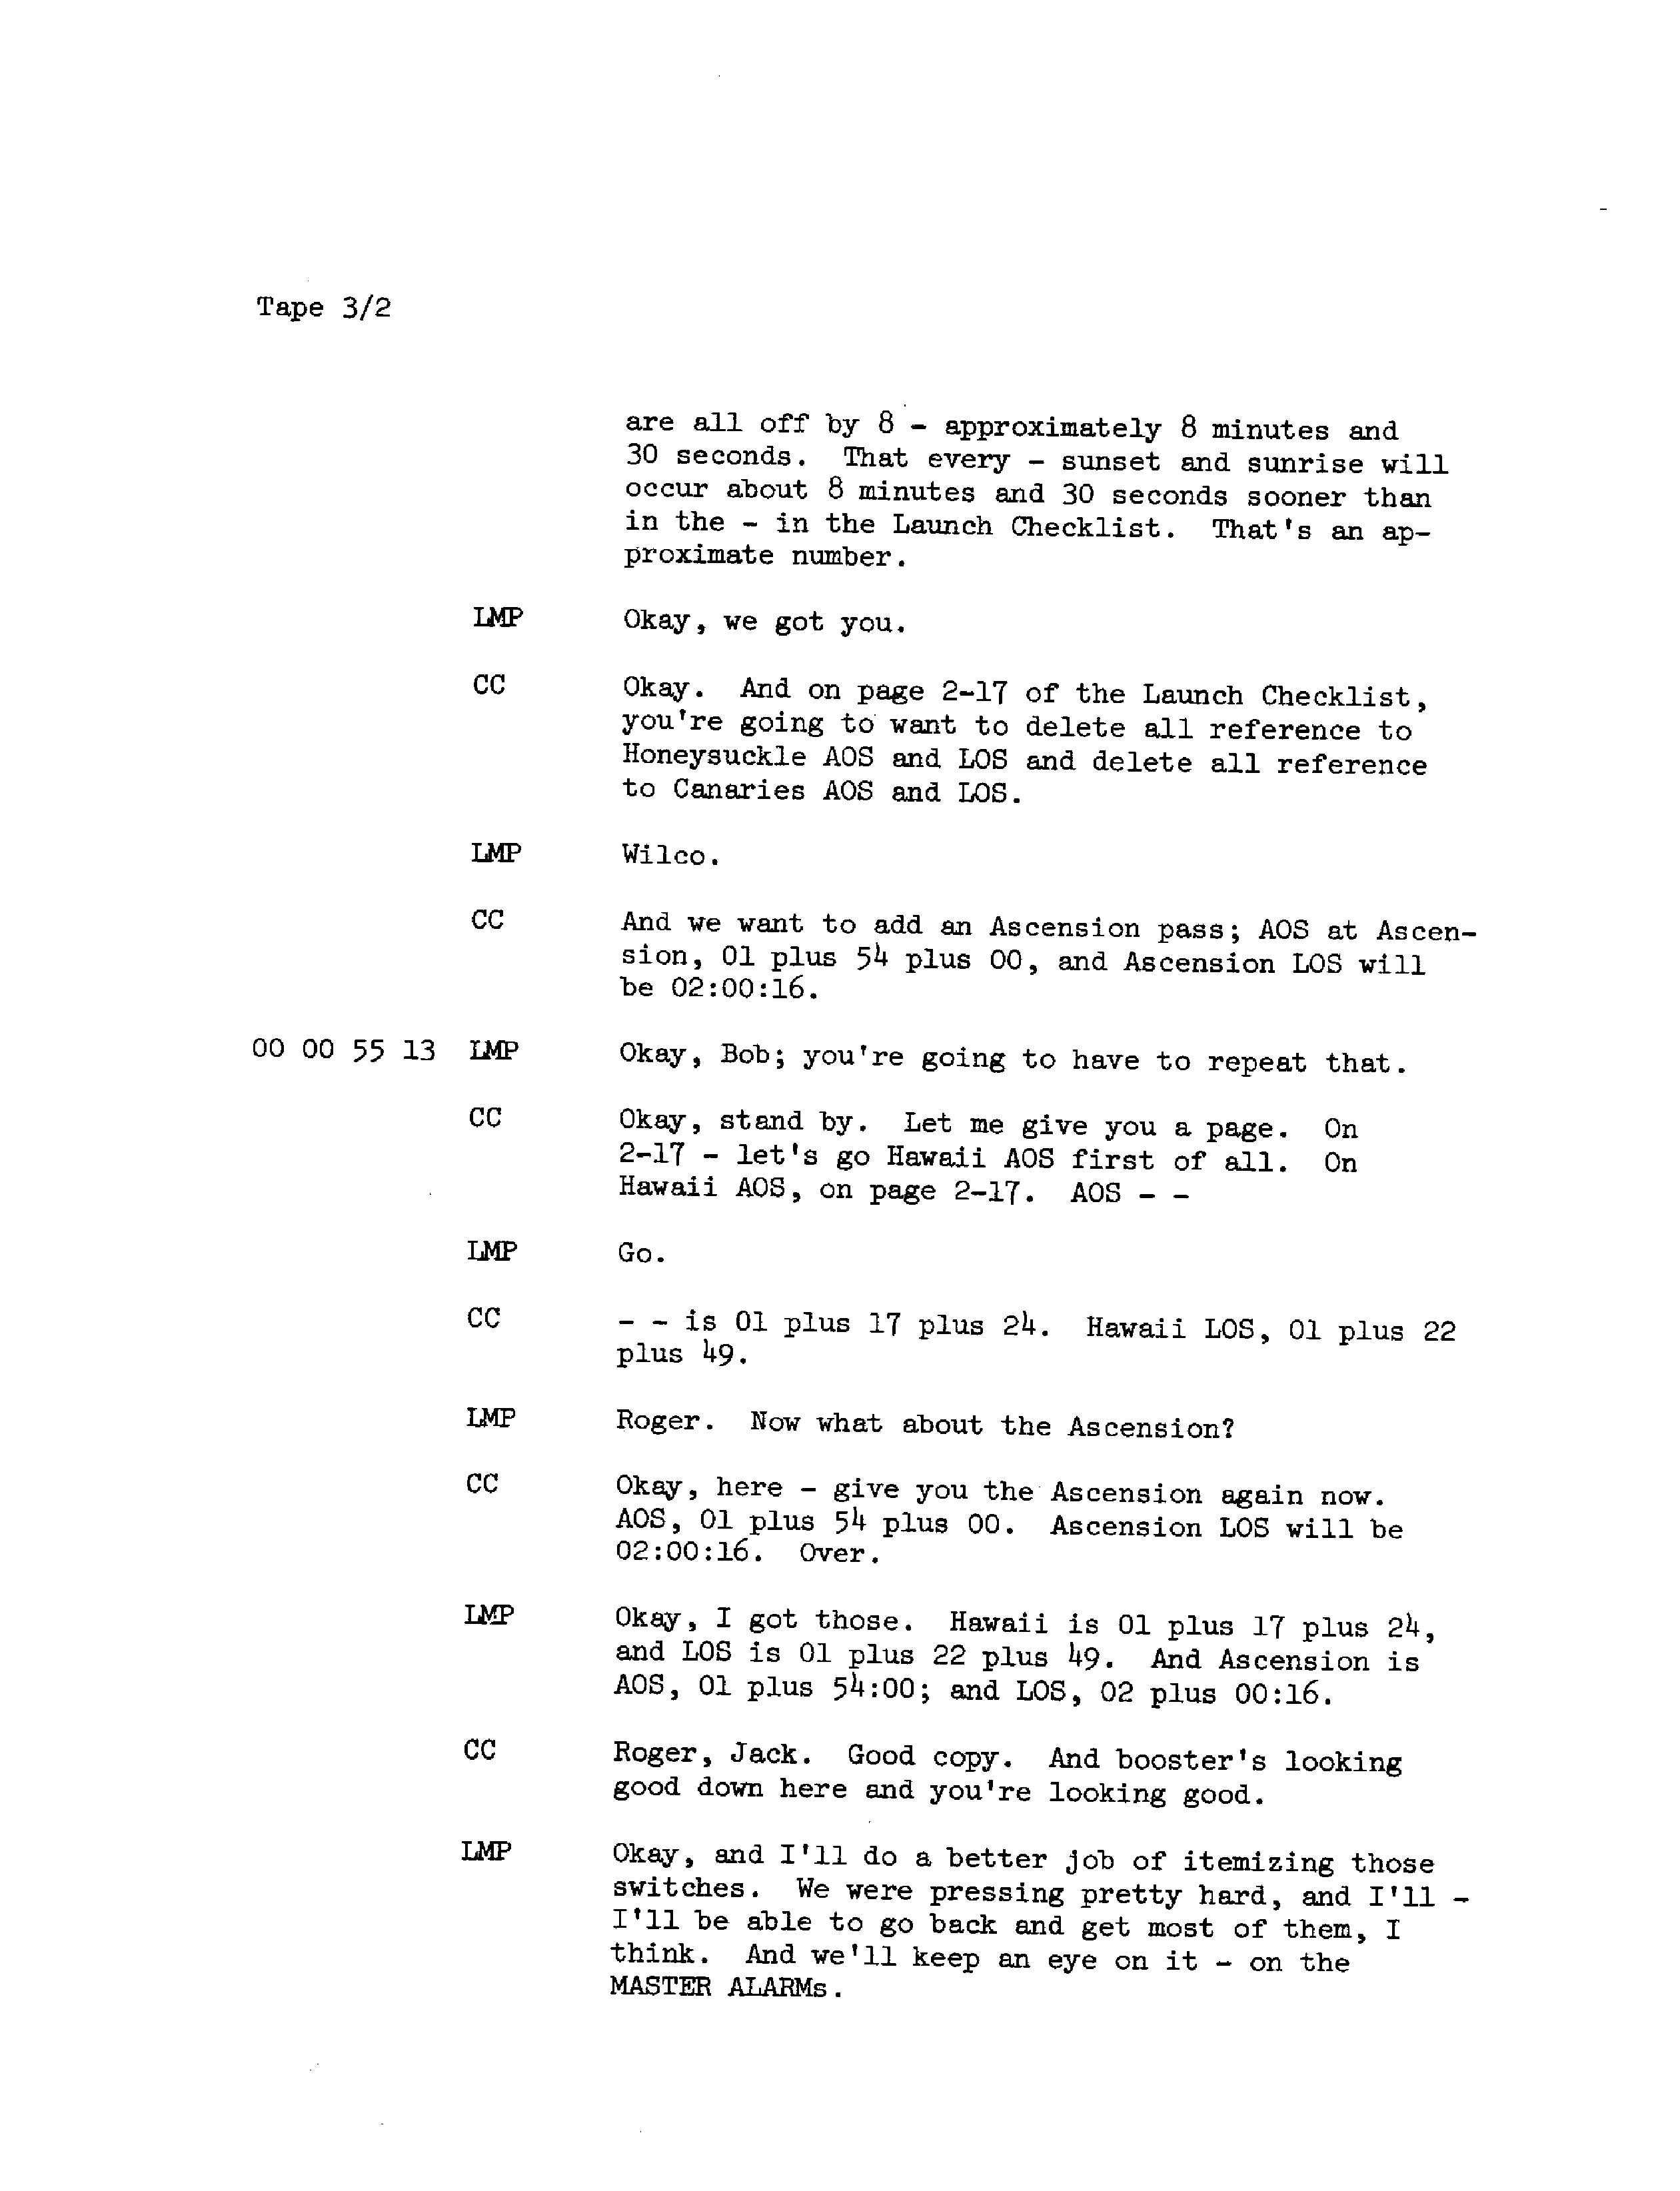 Tape 3/2
are all off by 8 - approximately 8 minutes and
30 seconds. That every - sunset and sunrise will
occur about 8 minutes and 30 seconds sooner than
in the - in the Launch Checklist. That's an ap-
proximate number.
LMP Okay, we got you.
CC Okay. And on page 2-17 of the Launch Checklist,
you're going to want to delete all reference to
Honeysuckle AOS and LOS and delete all reference
to Canaries AOS and LOS.
LMP Wilco.
CC And we want to add an Ascension pass; AOS at Ascen-
sion, 01 plus 54 plus 00, and Ascension LOS will
be 02:00:16.
00 00 55 13 LMP Okay, Bob; you're going to have to repeat that.
CC Okay, stand by. Let me give you a page. On
2-17 - let's go Hawaii AOS first of all. On
Hawaii AOS, on page 2-17. AOS - -
LMP Go.
CC - - is 01 plus 17 plus 24. Hawaii LOS, 01 plus 22
plus 49.
LMP Roger. Now what about the Ascension?
CC Okay, here - give you the Ascension again now.
AOS, 01 plus 54 plus 00. Ascension LOS will be
02:00:16. Over.
LMP Okay, I got those. Hawaii is 01 plus 17 plus 24,
and LOS is 01 plus 22 plus 49. And Ascension is
AOS, 01 plus 54:00; and LOS, 02 plus 00:16.
CC Roger, Jack. Good copy. And booster's looking
good down here and you're looking good.
LMP Okay, and I'll do a better job of itemizing those
switches. We were pressing pretty hard, and I'll -
I'll be able to go back and get most of them, I
think. And we'll keep an eye on it - on the
MASTER ALARMs.